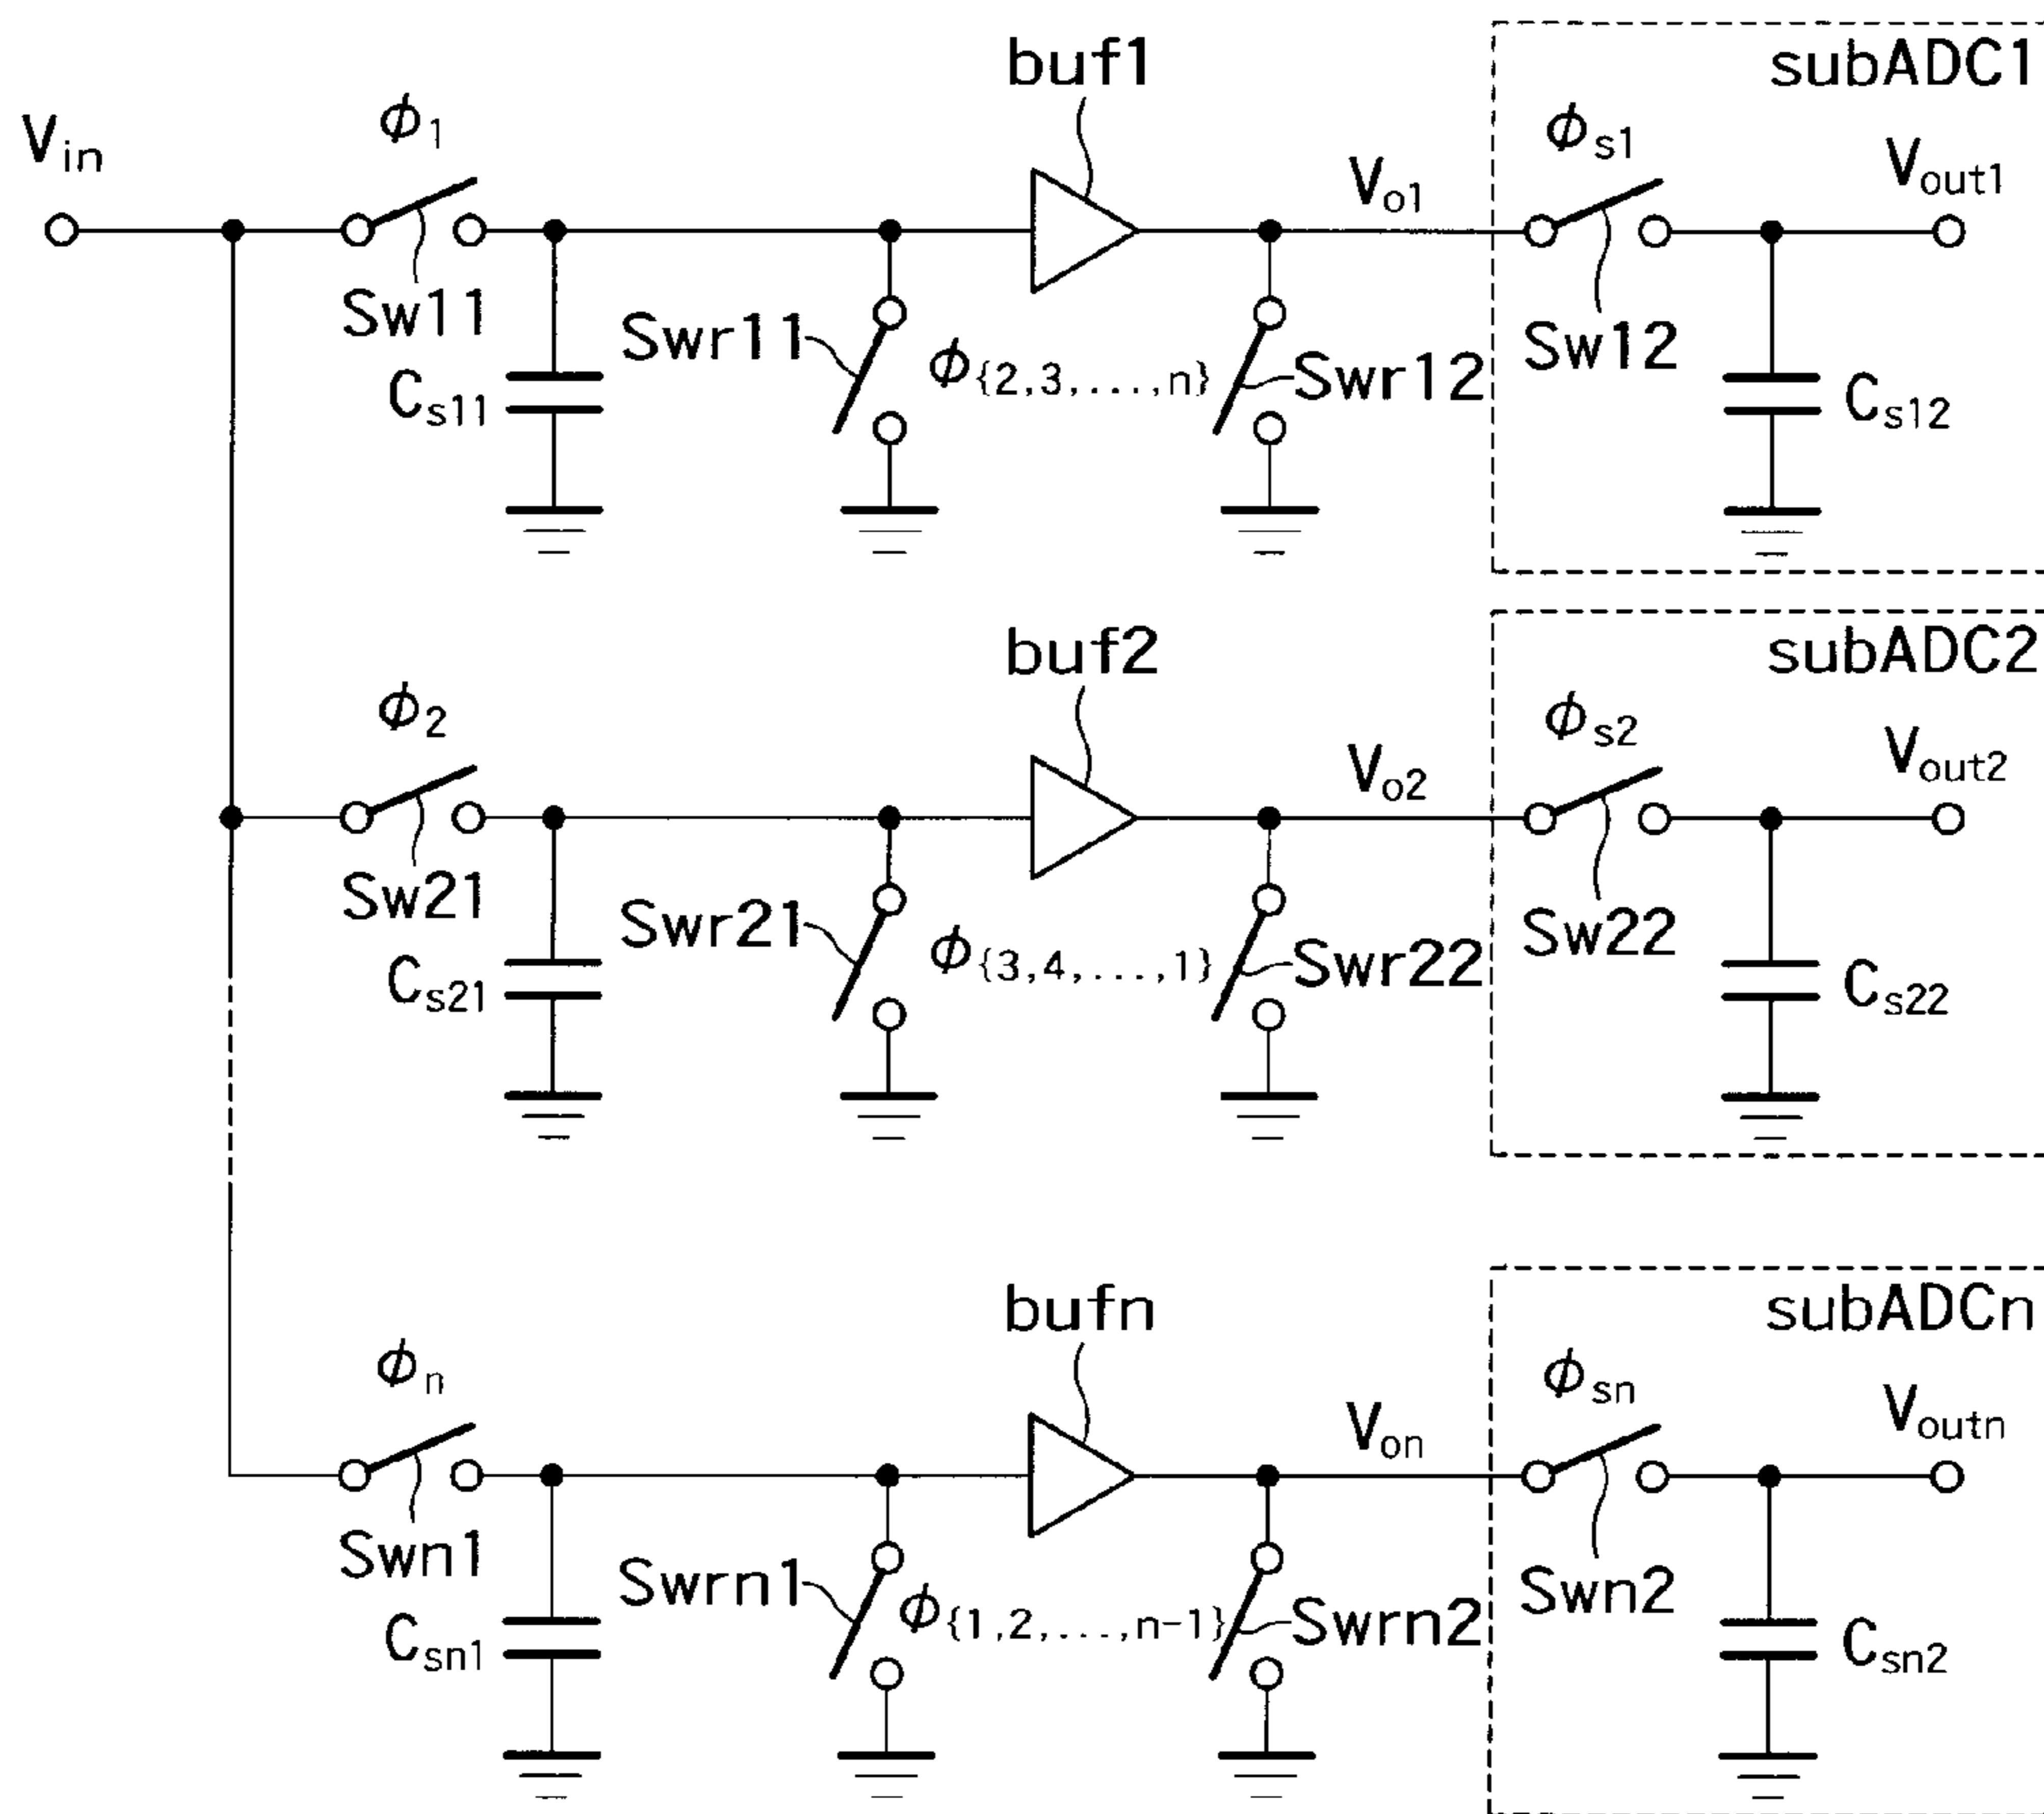 buf1
subADC1
ϕ1
ϕs1
Vin
Vo1
Vout1
Sw11
Swr11
ϕ{2,3,....,n}
Swr12
Sw12
Cs11
Cs12
buf2
subADC2
ϕ2
ϕs2
Vo2
Vout2
Sw21
Swr21
ϕ{3,4,...,1}
Swr22
Sw22
Cs21
Cs22
bufn
subADCn
ϕn
ϕsn
Von
Voutn
Swn1
Swrn1
ϕ{1,2,...,n-1}
Swrn2
Swn2
Csn1
Csn2